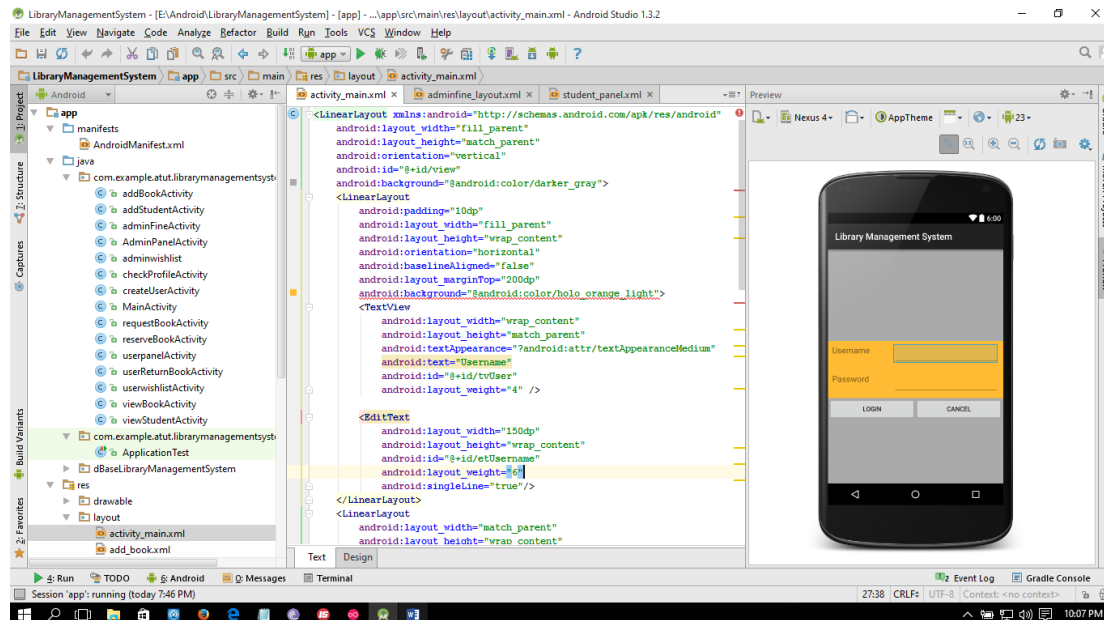 LibraryManagementSystem - [E:\Android\LibraryManagementSystem] - [app] - ...\app\src\main\res\layout\activity_main.xml - Android Studio 1.3.2
File Edit View Navigate Code Analyze Refactor Build Run Tools VCS Window Help
app
LibraryManagementSystem app src main res layout activity_main.xml
Android
activity_main.xml adminfine_layout.xml student_panel.xml
Preview
1: Project
7: Structure
Captures
Build Variants
2: Favorites
app
manifests
AndroidManifest.xml
java
com.example.atut.librarymanagementsyst
addBookActivity
addStudentActivity
adminFineActivity
AdminPanelActivity
adminwishlist
checkProfileActivity
createUserActivity
MainActivity
requestBookActivity
reserveBookActivity
userpanelActivity
userReturnBookActivity
userwishlistActivity
viewBookActivity
viewStudentActivity
com.example.atut.librarymanagementsyst
ApplicationTest
dBaseLibraryManagementSystem
res
drawable
layout
activity_main.xml
add_book.xml
<LinearLayout xmlns:android="http://schemas.android.com/apk/res/android"
android:layout_width="fill_parent"
android:layout_height="match_parent"
android:orientation="vertical"
android:id="@+id/view"
android:background="@android:color/darker_gray">
<LinearLayout
android:padding="10dp"
android:layout_width="fill_parent"
android:layout_height="wrap_content"
android:orientation="horizontal"
android:baselineAligned="false"
android:layout_marginTop="200dp"
android:background="@android:color/holo_orange_light">
<TextView
android:layout_width="wrap_content"
android:layout_height="match_parent"
android:textAppearance="?android:attr/textAppearanceMedium"
android:text="Username"
android:id="@+id/tvUser"
android:layout_weight="4" />
<EditText
android:layout_width="150dp"
android:layout_height="wrap_content"
android:id="@+id/etUsername"
android:layout_weight="6"
android:singleLine="true"/>
</LinearLayout>
<LinearLayout
android:layout_width="match_parent"
android:layout_height="wrap_content"
Text Design
Nexus 4 AppTheme 23
6:00
Library Management System
Username
Password
LOGIN CANCEL
4: Run TODO 6: Android 0: Messages Terminal
2 Event Log Gradle Console
Session 'app': running (today 7:46 PM)
27:38 CRLF UTF-8 Context: <no context>
10:07 PM